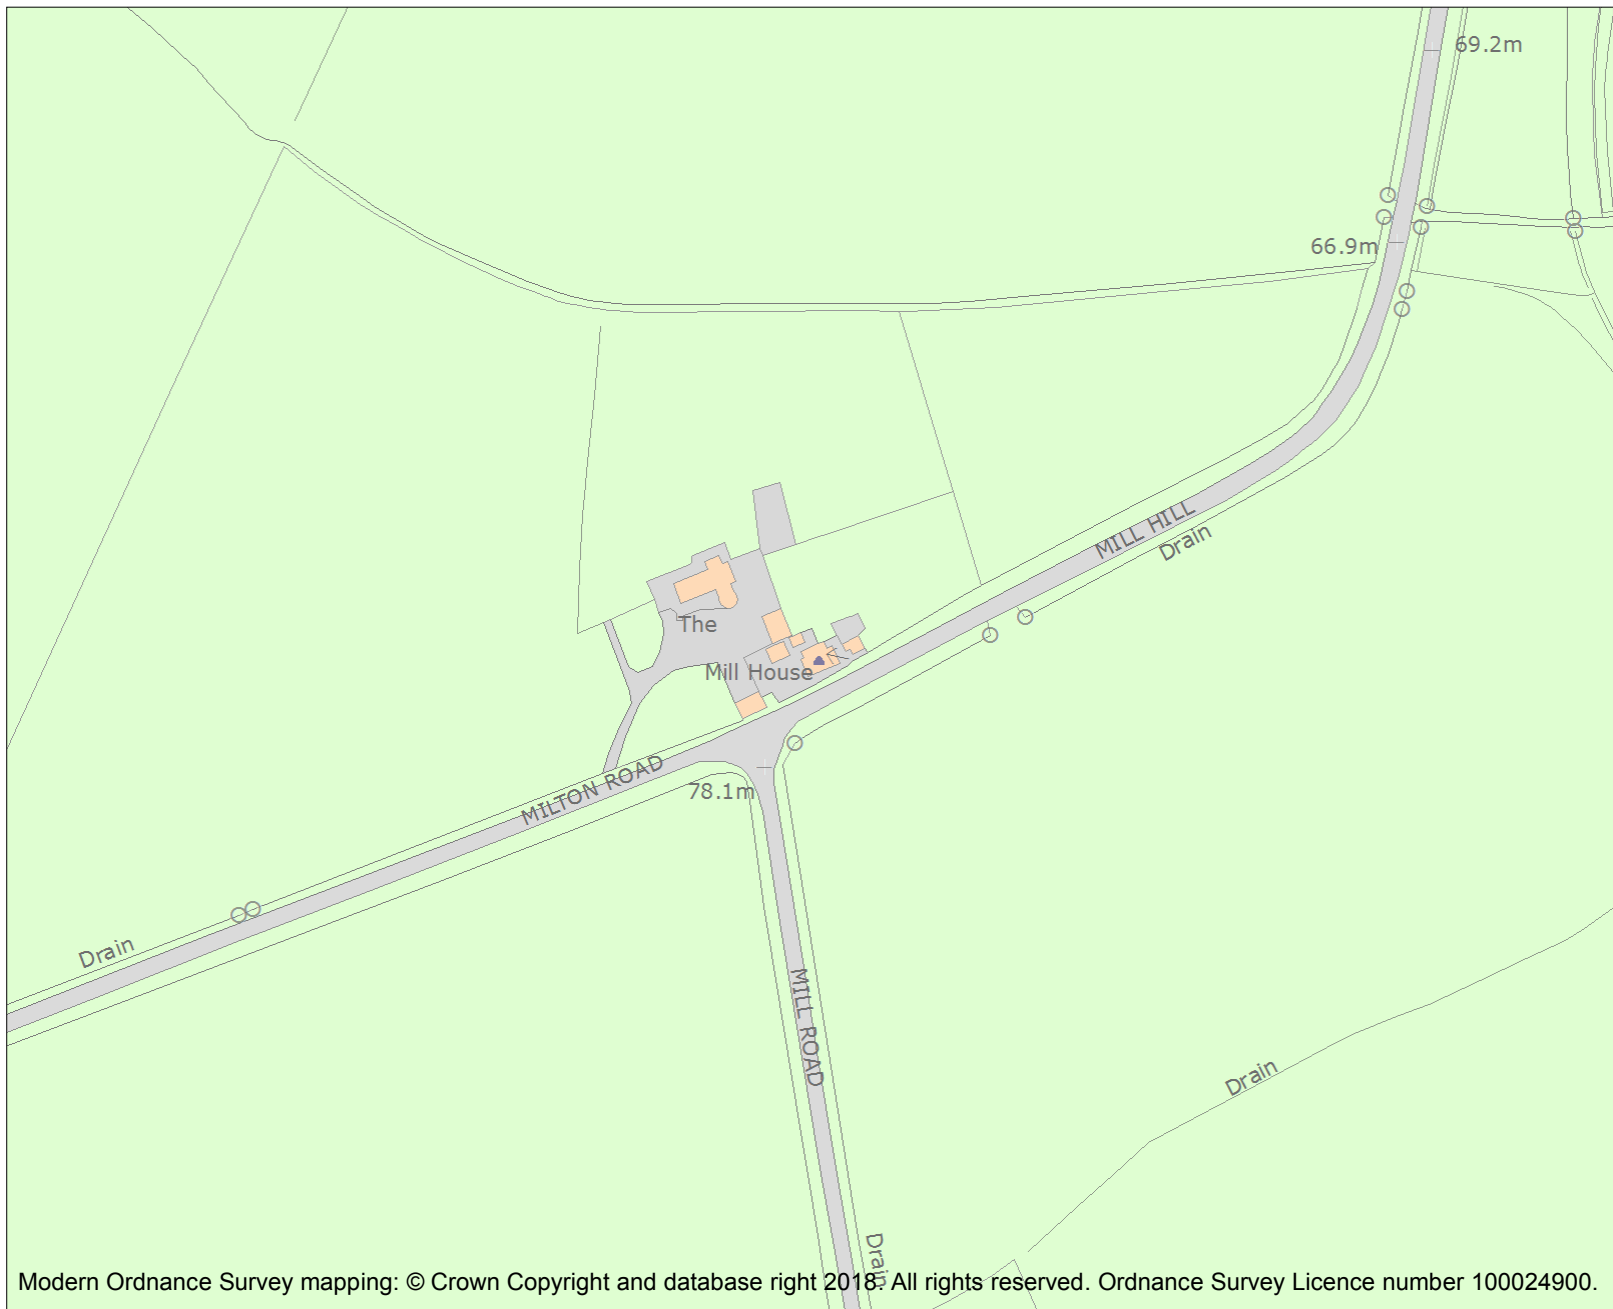 69.2m
66.9m
MILL HILL
Drain
The
Mill House
MILTON ROAD
78.1m
Drain
MILL ROAD
Drain
Drain
Modern Ordnance Survey mapping: © Crown Copyright and database right 2018. All rights reserved. Ordnance Survey Licence number 100024900.